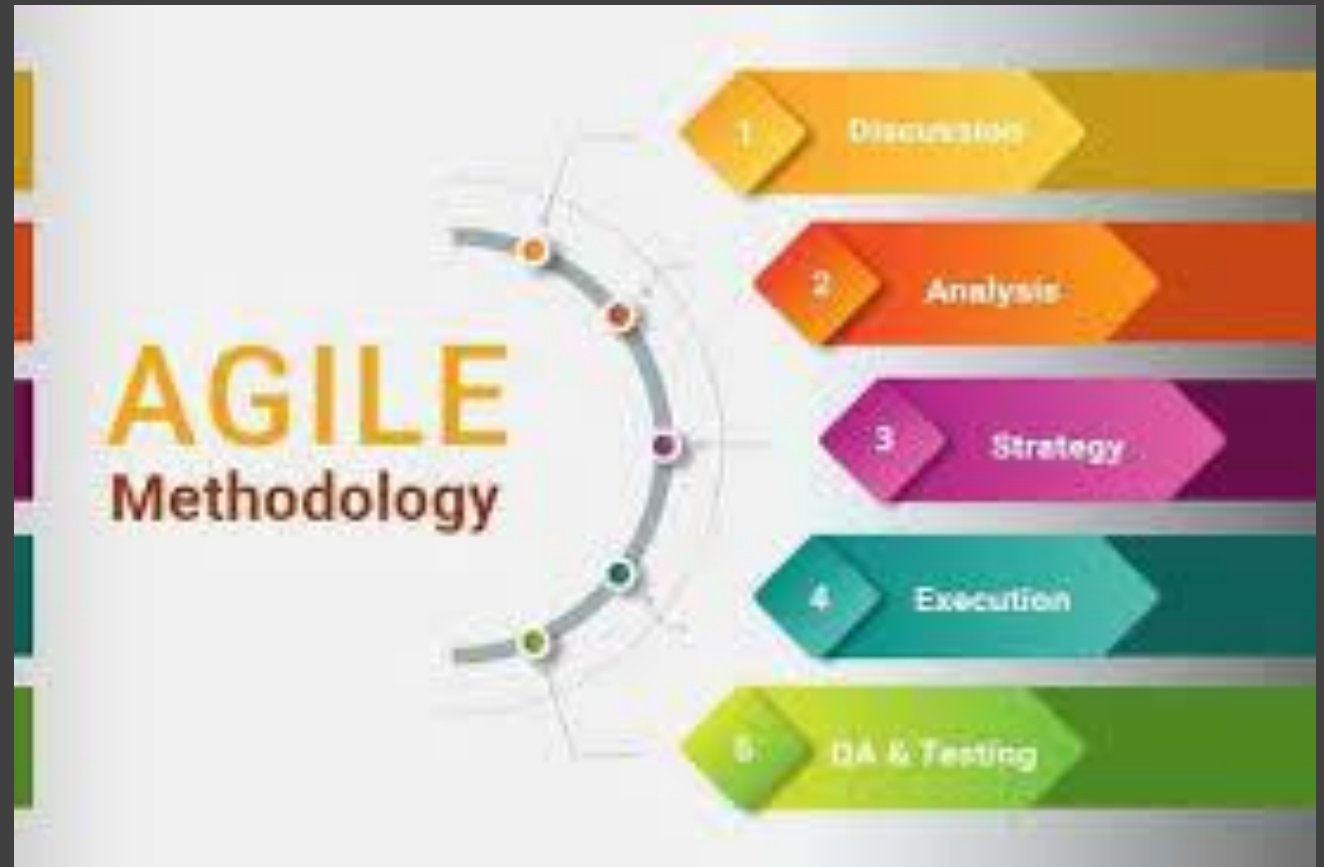 AGILE
Methodology
1
Discussion
2
Analysis
3
Strategy
4
Execution
5
QA & Testing